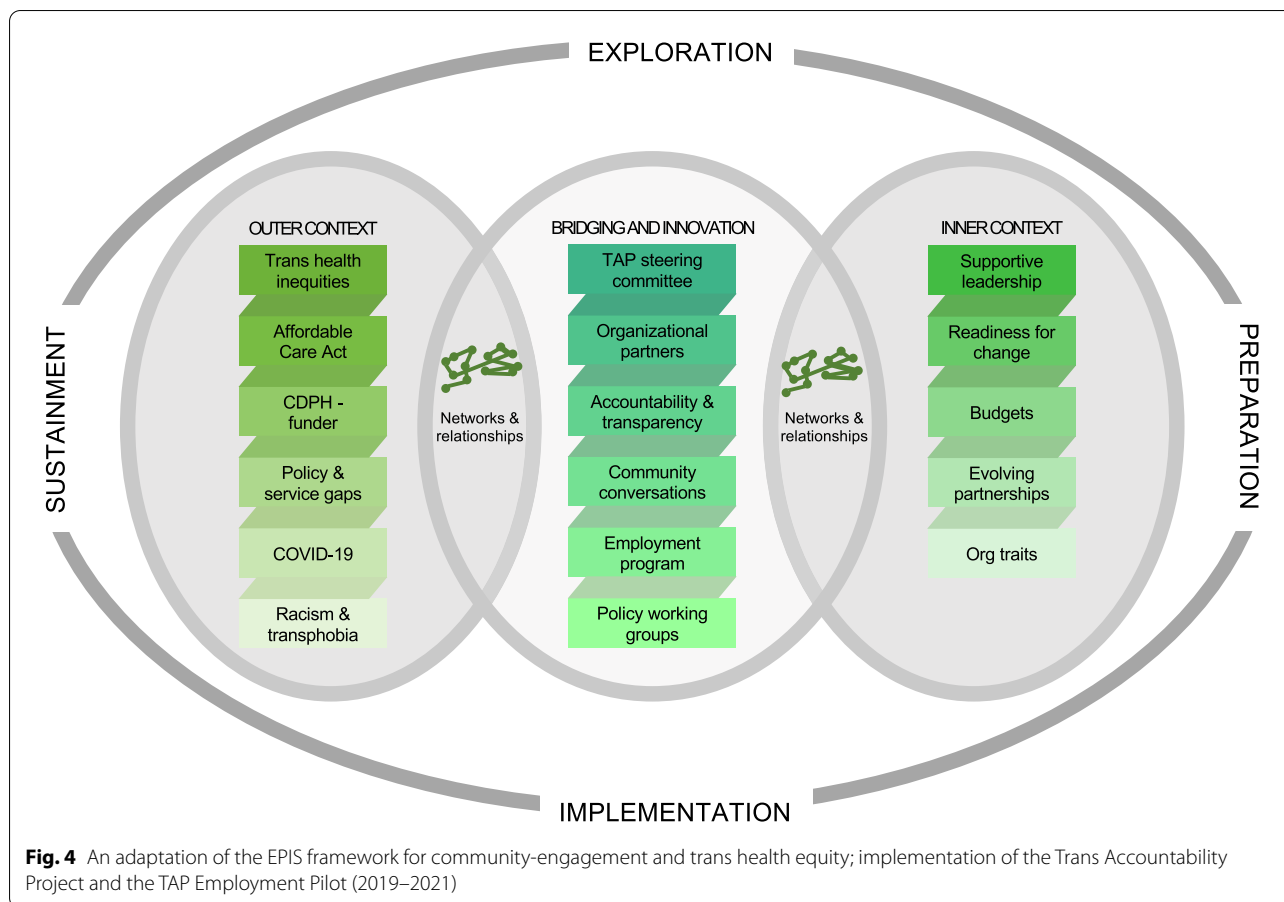 EXPLORATION
OUTER CONTEXT
Trans health
inequities
Affordable
Care Act
CDPH -
funder
Policy &
service gaps
COVID-19
Racism &
transphobia
Networks &
relationships
BRIDGING AND INNOVATION
TAP steering
committee
Organizational
partners
Accountability &
transparency
Community
conversations
Employment
program
Policy working
groups
Networks &
relationships
INNER CONTEXT
Supportive
leadership
Readiness for
change
Budgets
Evolving
partnerships
Org traits
SUSTAINMENT
PREPARATION
IMPLEMENTATION
Fig. 4 An adaptation of the EPIS framework for community-engagement and trans health equity; implementation of the Trans Accountability
Project and the TAP Employment Pilot (2019–2021)